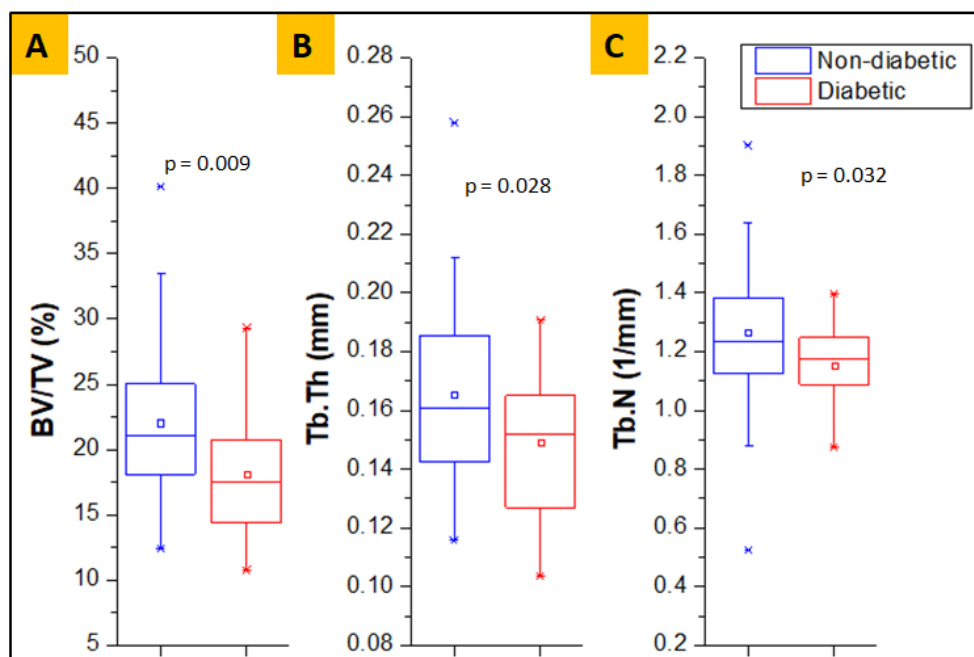 A
B
C
Non-diabetic
Diabetic
BV/TV (%)
50
45
40
35
30
25
20
15
10
5
p = 0.009
Tb.Th (mm)
0.28
0.26
0.24
0.22
0.20
0.18
0.16
0.14
0.12
0.10
0.08
p = 0.028
Tb.N (1/mm)
2.2
2.0
1.8
1.6
1.4
1.2
1.0
0.8
0.6
0.4
0.2
p = 0.032